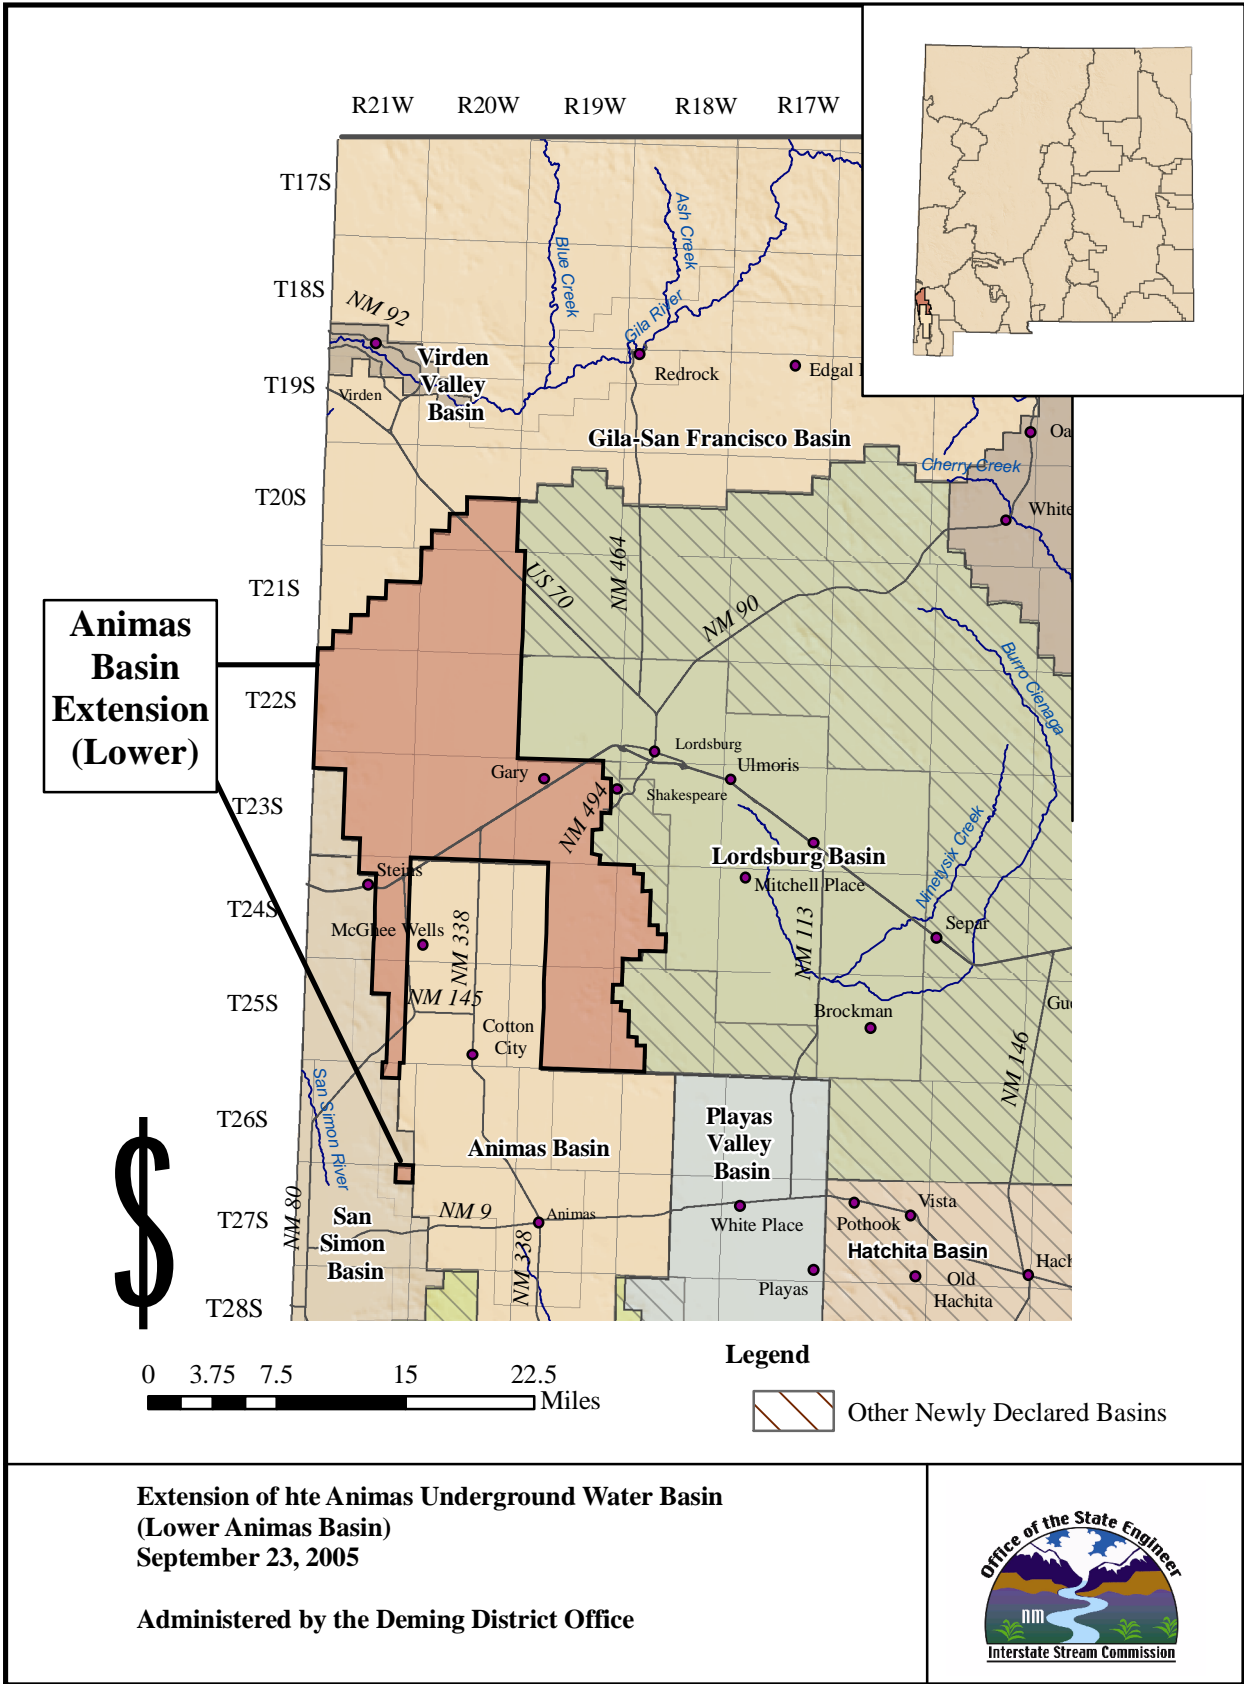 R21W R20W R19W R18W R17W
T17S
T18S
T19S
T20S
T21S
T22S
T23S
T24S
T25S
T26S
T27S
T28S
Blue Creek
Ash Creek
Gila River
NM 92
Virden
Valley
Basin
Virden
Redrock
Edgal
Gila-San Francisco Basin
Oa
Cherry Creek
White
US 70
NM 464
NM 90
Burro Cienaga
Animas
Basin
Extension
(Lower)
Lordsburg
Gary
Ulmoris
Shakespeare
NM 494
Lordsburg Basin
Ninetysix Creek
Steins
Mitchell Place
McGhee Wells
NM 338
NM 113
Separ
NM 145
Brockman
Gu
Cotton
City
NM 146
San Simon River
Playas
Valley
Basin
Animas Basin
NM 80
NM 9
San
Simon
Basin
Animas
NM 338
White Place
Vista
Pothook
Hatchita Basin
Hach
Playas
Old
Hachita
$
0 3.75 7.5 15 22.5
Miles
Legend
Other Newly Declared Basins
Extension of hte Animas Underground Water Basin
(Lower Animas Basin)
September 23, 2005
Administered by the Deming District Office
Office of the State Engineer
nm
Interstate Stream Commission